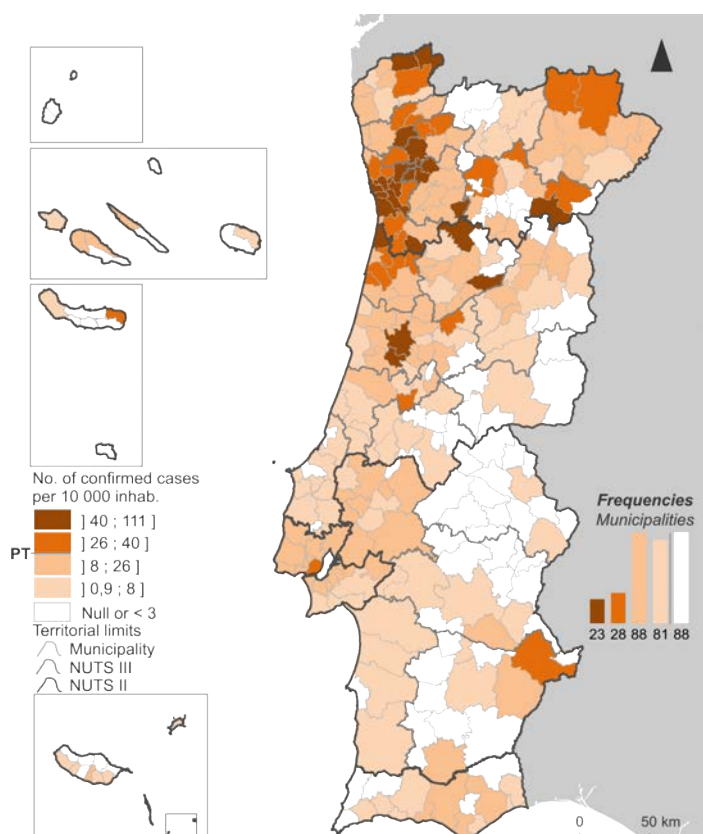 No. of confirmed cases
per 10 000 inhab.
] 40 ; 111 ]
] 26 ; 40 ]
PT
] 8 ; 26 ]
] 0,9 ; 8 ]
Null or < 3
Territorial limits
Municipality
NUTS III
NUTS II
Frequencies
Municipalities
23 28 88 81 88
0 50 km